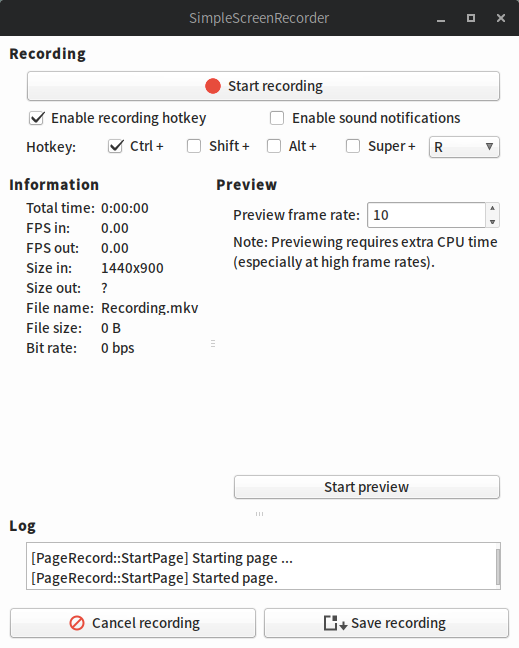 SimpleScreenRecorder
Recording
Start recording
Enable recording hotkey Enable sound notifications
Hotkey: Ctrl + Shift + Alt + Super + R
Information
Total time: 0:00:00
FPS in: 0.00
FPS out: 0.00
Size in: 1440x900
Size out: ?
File name: Recording.mkv
File size: 0 B
Bit rate: 0 bps
Preview
Preview frame rate: 10
Note: Previewing requires extra CPU time
(especially at high frame rates).
Start preview
Log
[PageRecord::StartPage] Starting page ...
[PageRecord::StartPage] Started page.
Cancel recording Save recording